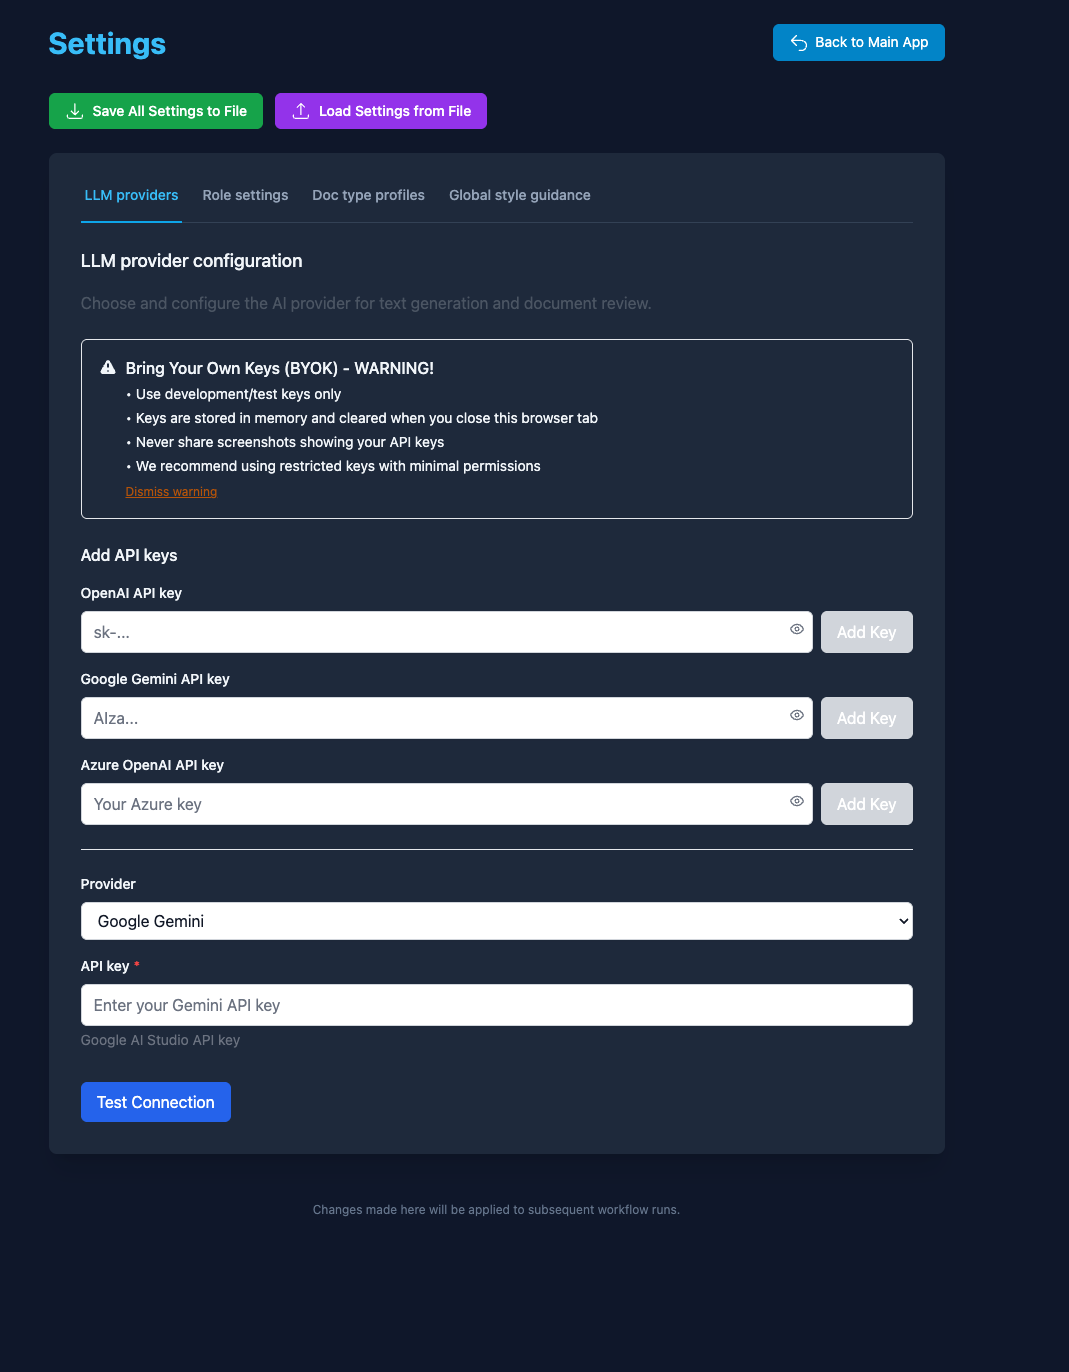 Settings
Back to Main App
Save All Settings to File
Load Settings from File
LLM providers
Role settings
Doc type profiles
Global style guidance
LLM provider configuration
Choose and configure the AI provider for text generation and document review.
Bring Your Own Keys (BYOK) - WARNING!
• Use development/test keys only
• Keys are stored in memory and cleared when you close this browser tab
• Never share screenshots showing your API keys
• We recommend using restricted keys with minimal permissions
Dismiss warning
Add API keys
OpenAI API key
sk-...
Add Key
Google Gemini API key
AIza...
Add Key
Azure OpenAI API key
Your Azure key
Add Key
Provider
Google Gemini
API key *
Enter your Gemini API key
Google AI Studio API key
Test Connection
Changes made here will be applied to subsequent workflow runs.